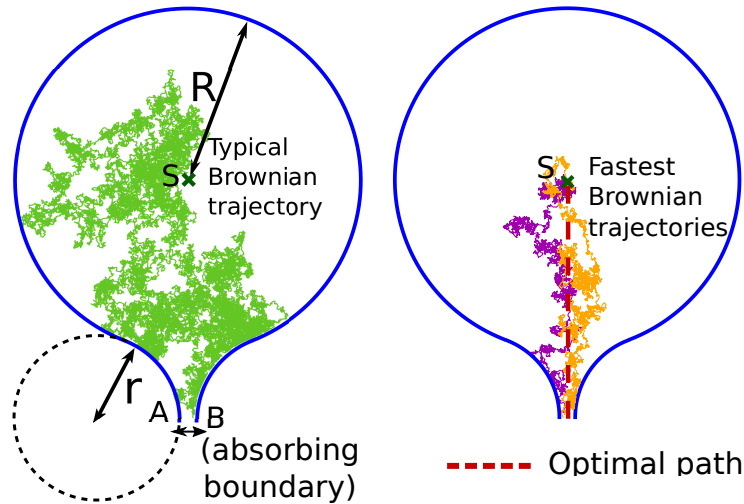 R
S
Typical
Brownian
trajectory
r
A
B
(absorbing
boundary)
S
Fastest
Brownian
trajectories
Optimal path